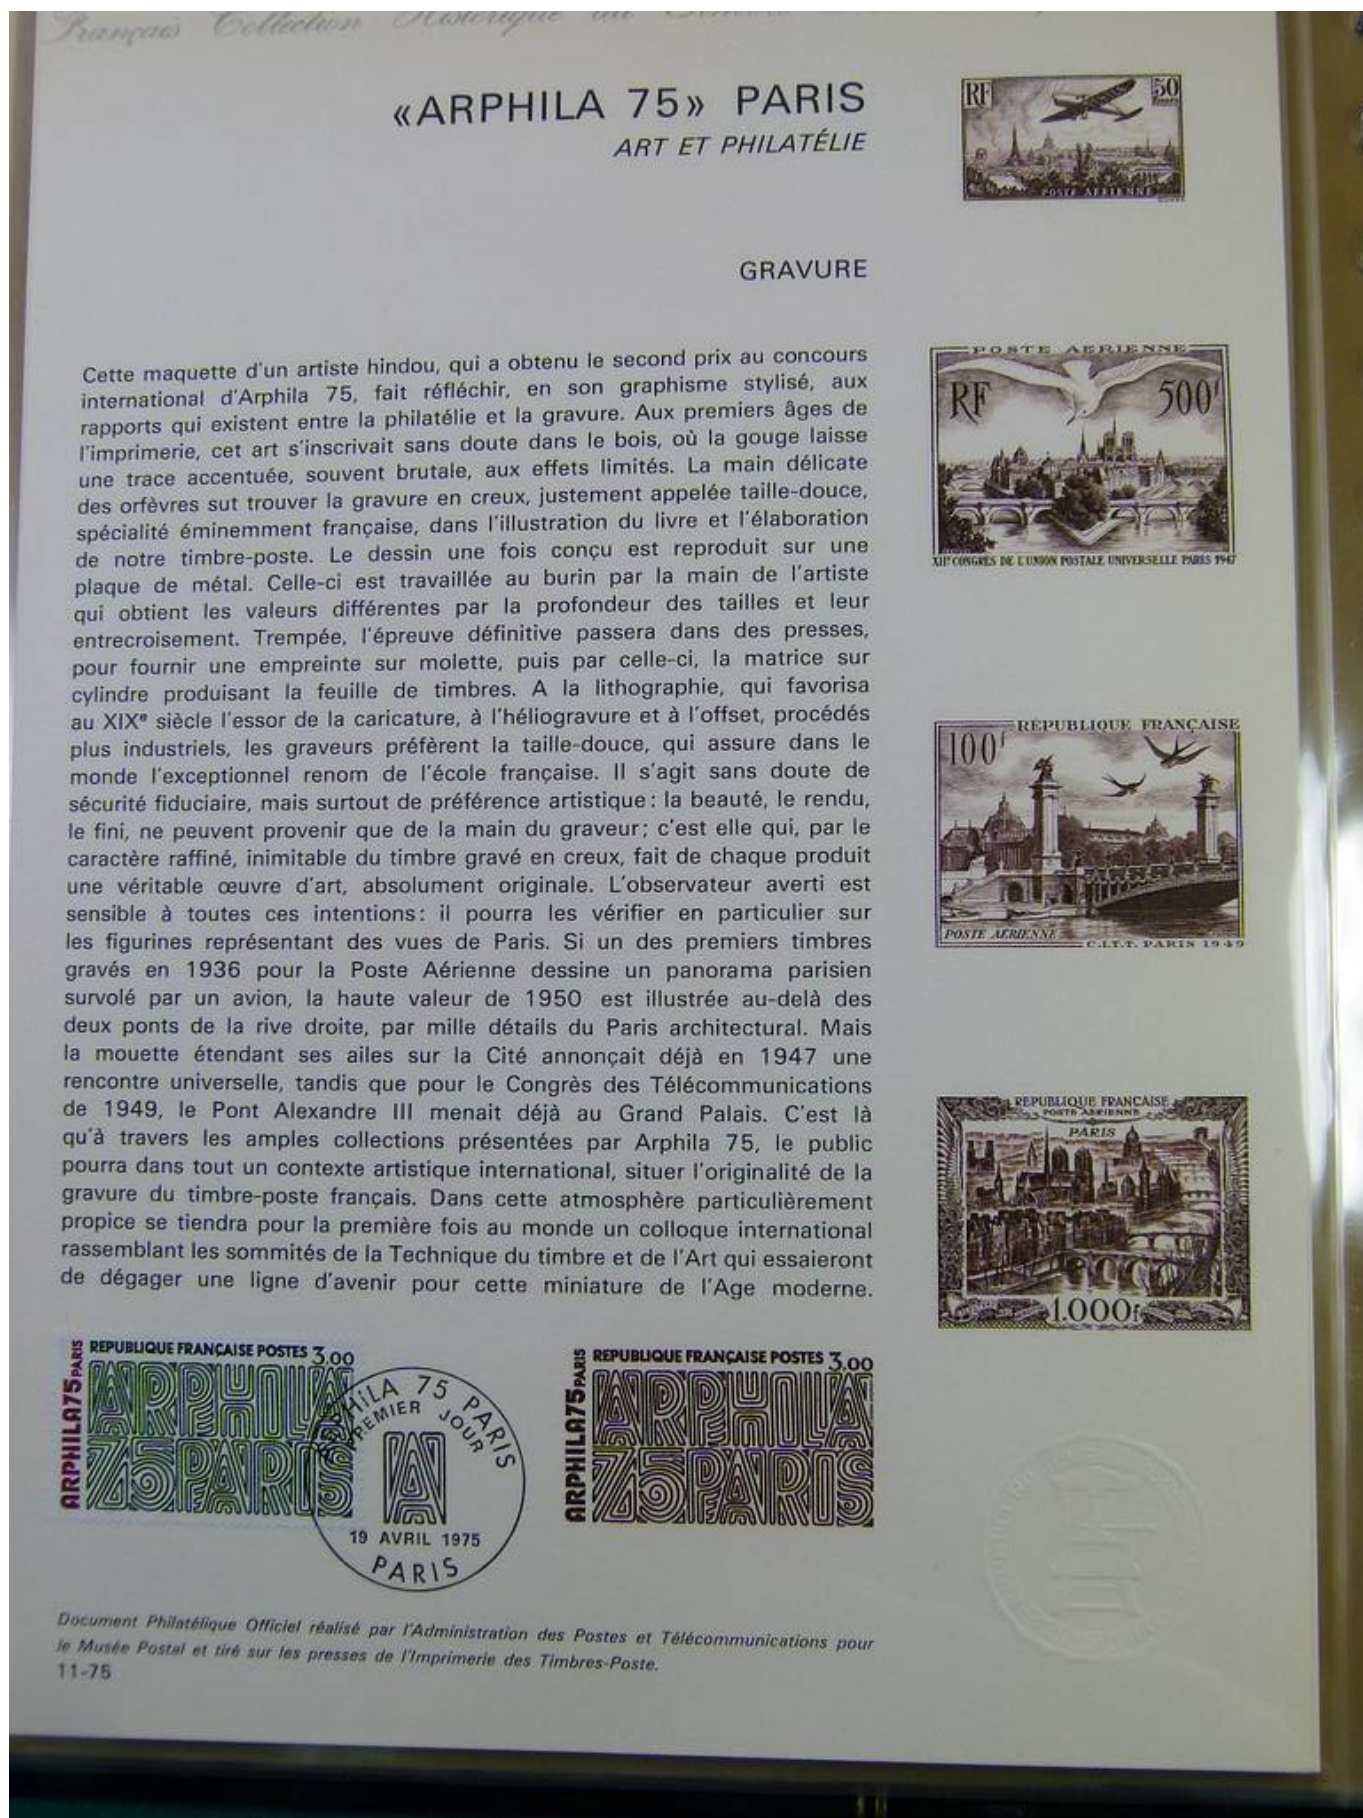 Français Collection Historique du
«ARPHILA 75» PARIS
ART ET PHILATÉLIE
GRAVURE
Cette maquette d'un artiste hindou, qui a obtenu le second prix au concours
international d'Arphila 75, fait réfléchir, en son graphisme stylisé, aux
rapports qui existent entre la philatélie et la gravure. Aux premiers âges de
l'imprimerie, cet art s'inscrivait sans doute dans le bois, où la gouge laisse
une trace accentuée, souvent brutale, aux effets limités. La main délicate
des orfèvres sut trouver la gravure en creux, justement appelée taille-douce,
spécialité éminemment française, dans l'illustration du livre et l'élaboration
de notre timbre-poste. Le dessin une fois conçu est reproduit sur une
plaque de métal. Celle-ci est travaillée au burin par la main de l'artiste
qui obtient les valeurs différentes par la profondeur des tailles et leur
entrecroisement. Trempée, l'épreuve définitive passera dans des presses,
pour fournir une empreinte sur molette, puis par celle-ci, la matrice sur
cylindre produisant la feuille de timbres. A la lithographie, qui favorisa
au XIXe siècle l'essor de la caricature, à l'héliogravure et à l'offset, procédés
plus industriels, les graveurs préfèrent la taille-douce, qui assure dans le
monde l'exceptionnel renom de l'école française. Il s'agit sans doute de
sécurité fiduciaire, mais surtout de préférence artistique : la beauté, le rendu,
le fini, ne peuvent provenir que de la main du graveur; c'est elle qui, par le
caractère raffiné, inimitable du timbre gravé en creux, fait de chaque produit
une véritable œuvre d'art, absolument originale. L'observateur averti est
sensible à toutes ces intentions: il pourra les vérifier en particulier sur
les figurines représentant des vues de Paris. Si un des premiers timbres
gravés en 1936 pour la Poste Aérienne dessine un panorama parisien
survolé par un avion, la haute valeur de 1950 est illustrée au-delà des
deux ponts de la rive droite, par mille détails du Paris architectural. Mais
la mouette étendant ses ailes sur la Cité annonçait déjà en 1947 une
rencontre universelle, tandis que pour le Congrès des Télécommunications
de 1949, le Pont Alexandre III menait déjà au Grand Palais. C'est là
qu'à travers les amples collections présentées par Arphila 75, le public
pourra dans tout un contexte artistique international, situer l'originalité de la
gravure du timbre-poste français. Dans cette atmosphère particulièrement
propice se tiendra pour la première fois au monde un colloque international
rassemblant les sommités de la Technique du timbre et de l'Art qui essaieront
de dégager une ligne d'avenir pour cette miniature de l'Age moderne.
RF 50
POSTE AERIENNE
POSTE AERIENNE
RF 500f
XIIe CONGRÈS DE L'UNION POSTALE UNIVERSELLE PARIS 1947
RÉPUBLIQUE FRANÇAISE
100f
POSTE AERIENNE
C.I.T.T. PARIS 1949
REPUBLIQUE FRANÇAISE
POSTE AERIENNE
PARIS
1.000f
REPUBLIQUE FRANÇAISE POSTES 3,00
ARPHILA75 PARIS
ARPHILA
75 PARIS
ARPHILA 75 PARIS
PREMIER JOUR
A
19 AVRIL 1975
PARIS
REPUBLIQUE FRANÇAISE POSTES 3,00
ARPHILA75 PARIS
ARPHILA
75 PARIS
Document Philatélique Officiel réalisé par l'Administration des Postes et Télécommunications pour
le Musée Postal et tiré sur les presses de l'Imprimerie des Timbres-Poste.
11-75